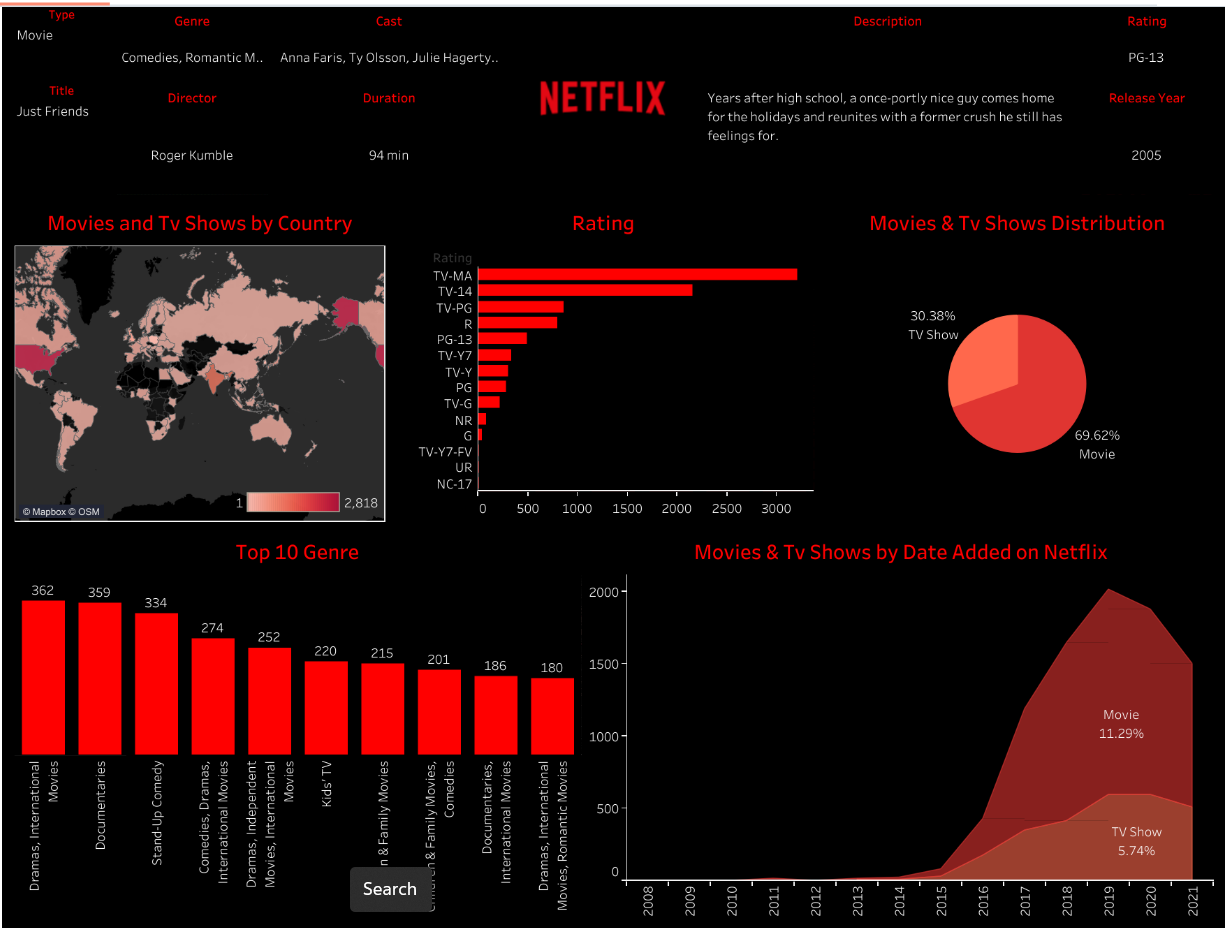 Type
Movie
Genre
Comedies, Romantic M..
Cast
Anna Faris, Ty Olsson, Julie Hagerty..
Description
Rating
PG-13
Title
Just Friends
Director
Roger Kumble
Duration
94 min
NETFLIX
Years after high school, a once-portly nice guy comes home
for the holidays and reunites with a former crush he still has
feelings for.
Release Year
2005
Movies and Tv Shows by Country
© Mapbox © OSM
1
2,818
Rating
Rating
TV-MA
TV-14
TV-PG
R
PG-13
TV-Y7
TV-Y
PG
TV-G
NR
G
TV-Y7-FV
UR
NC-17
0 500 1000 1500 2000 2500 3000
Movies & Tv Shows Distribution
30.38%
TV Show
69.62%
Movie
Top 10 Genre
362
359
334
274
252
220
215
201
186
180
Dramas, International
Movies
Documentaries
Stand-Up Comedy
Comedies, Dramas,
International Movies
Dramas, Independent
Movies, International
Movies
Kids' TV
n & Family Movies
Children & Family Movies,
Comedies
Documentaries,
International Movies
Dramas, International
Movies, Romantic Movies
Search
Movies & Tv Shows by Date Added on Netflix
2000
1500
1000
500
0
Movie
11.29%
TV Show
5.74%
2008 2009 2010 2011 2012 2013 2014 2015 2016 2017 2018 2019 2020 2021